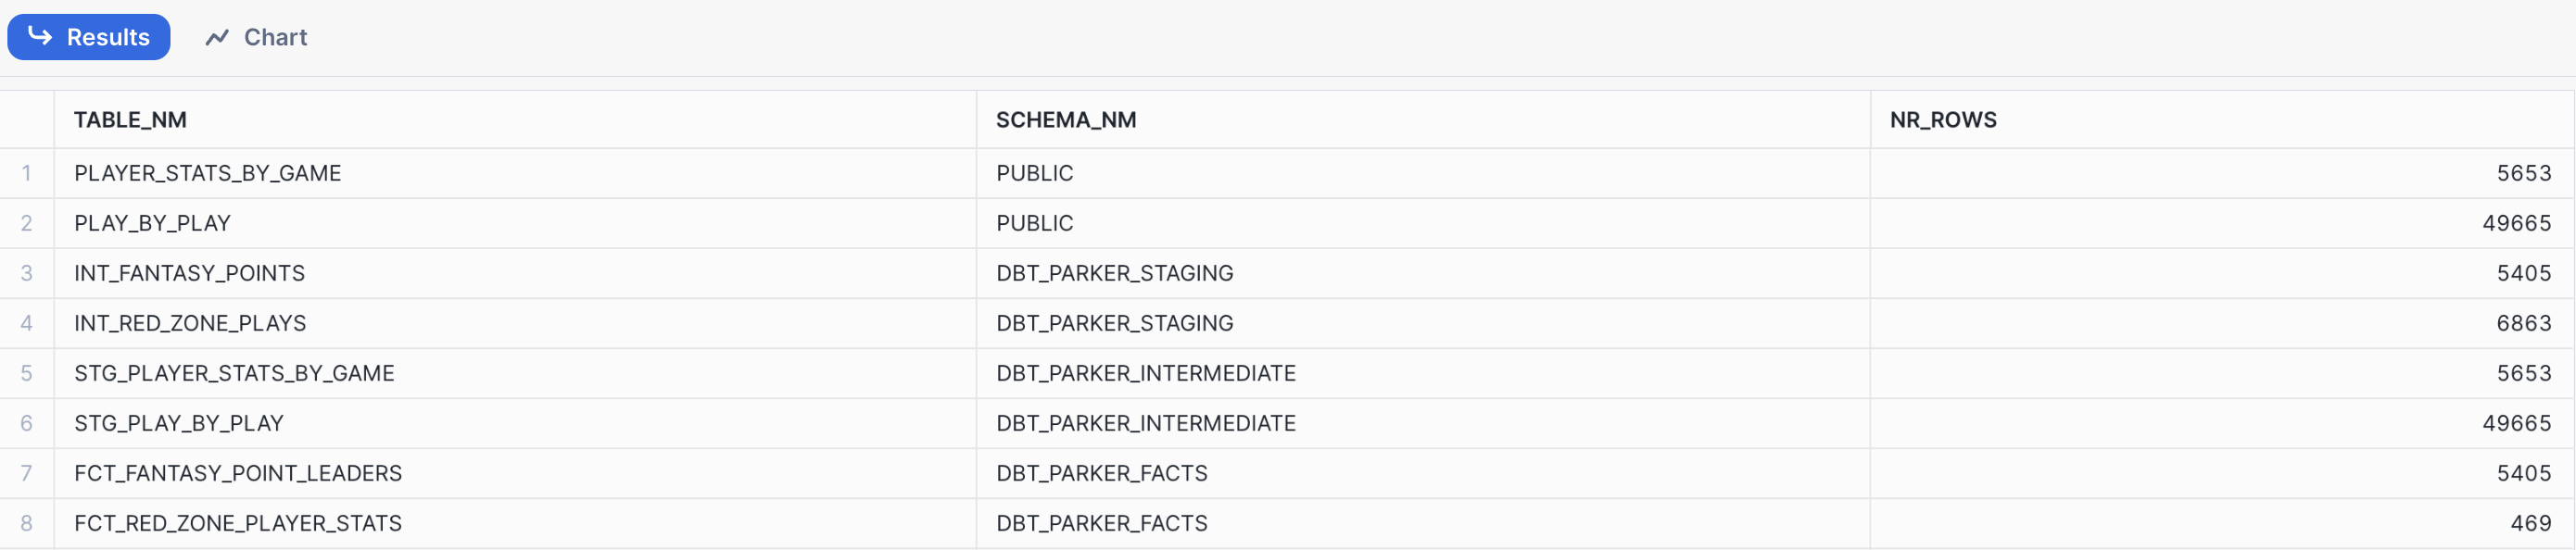 Results Chart
TABLE_NM SCHEMA_NM NR_ROWS
1 PLAYER_STATS_BY_GAME PUBLIC 5653
2 PLAY_BY_PLAY PUBLIC 49665
3 INT_FANTASY_POINTS DBT_PARKER_STAGING 5405
4 INT_RED_ZONE_PLAYS DBT_PARKER_STAGING 6863
5 STG_PLAYER_STATS_BY_GAME DBT_PARKER_INTERMEDIATE 5653
6 STG_PLAY_BY_PLAY DBT_PARKER_INTERMEDIATE 49665
7 FCT_FANTASY_POINT_LEADERS DBT_PARKER_FACTS 5405
8 FCT_RED_ZONE_PLAYER_STATS DBT_PARKER_FACTS 469